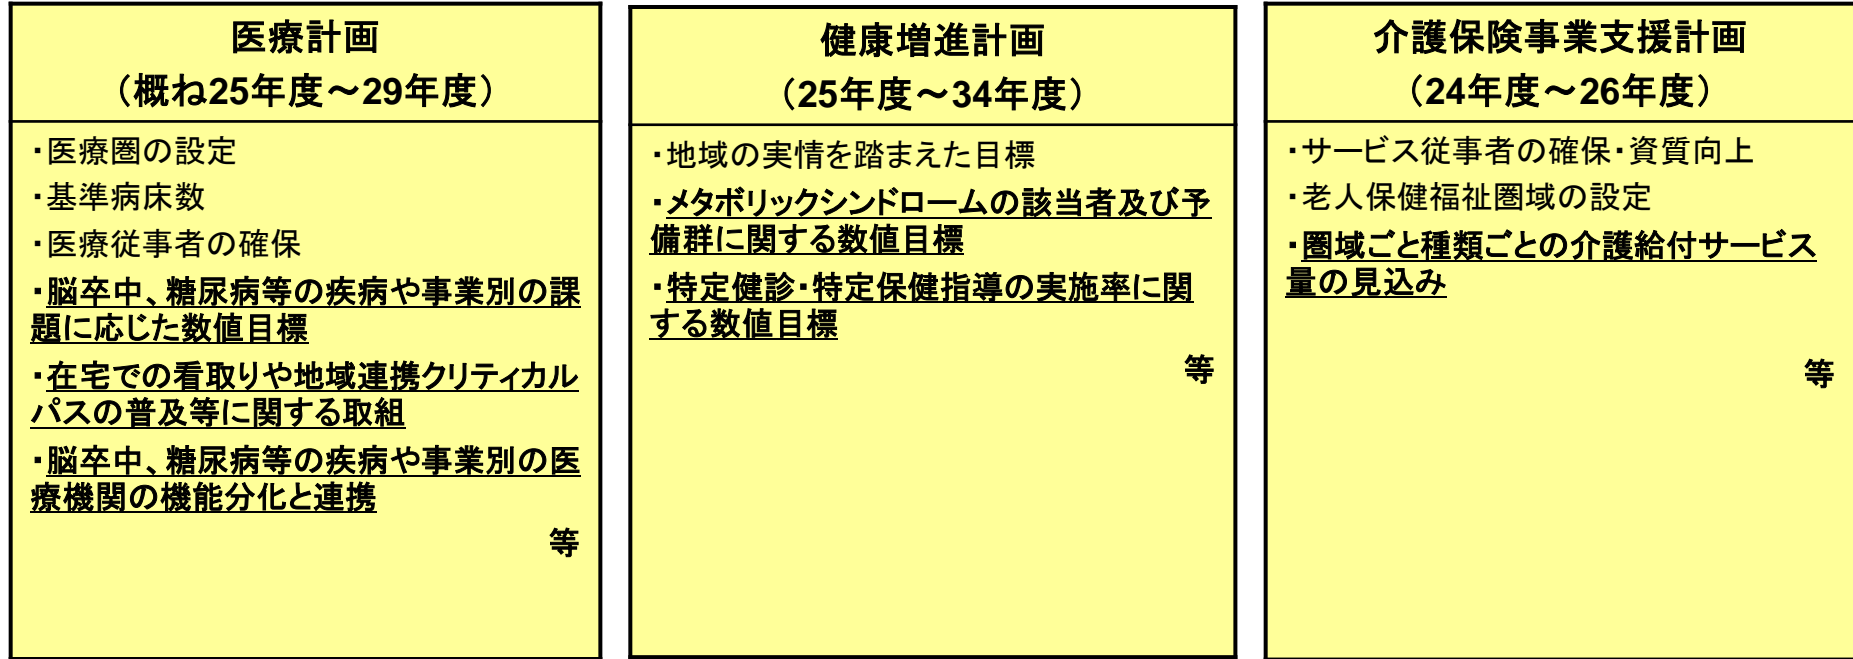 医療計画
（概ね25年度～29年度）
・医療圏の設定
・基準病床数
・医療従事者の確保
・脳卒中、糖尿病等の疾病や事業別の課
題に応じた数値目標
・在宅での看取りや地域連携クリティカル
パスの普及等に関する取組
・脳卒中、糖尿病等の疾病や事業別の医
療機関の機能分化と連携
等
健康増進計画
（25年度～34年度）
・地域の実情を踏まえた目標
・メタボリックシンドロームの該当者及び予
備群に関する数値目標
・特定健診・特定保健指導の実施率に関
する数値目標
等
介護保険事業支援計画
（24年度～26年度）
・サービス従事者の確保・資質向上
・老人保健福祉圏域の設定
・圏域ごと種類ごとの介護給付サービス
量の見込み
等